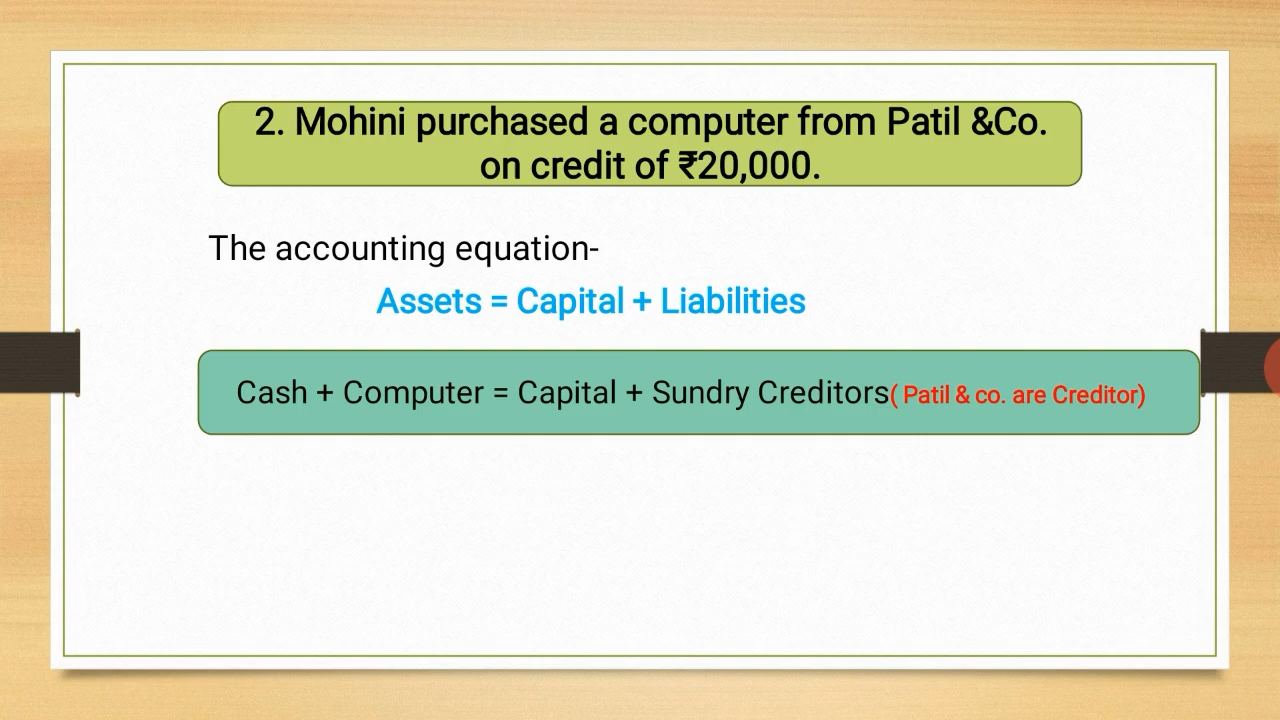 2. Mohini purchased a computer from Patil &Co.
on credit of ₹20,000.
The accounting equation-
Assets = Capital + Liabilities
Cash + Computer = Capital + Sundry Creditors( Patil & co. are Creditor)